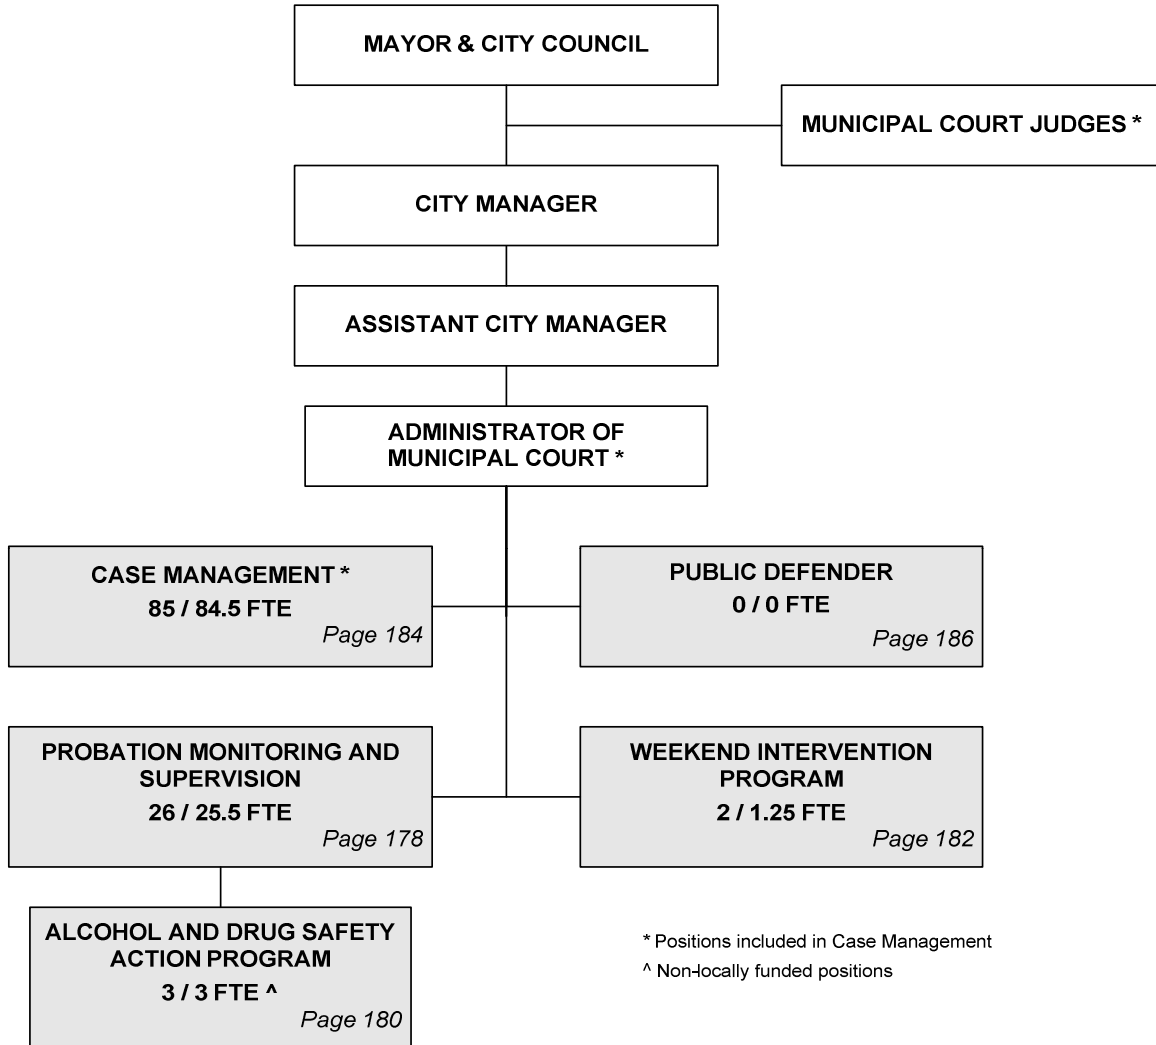 MAYOR & CITY COUNCIL
MUNICIPAL COURT JUDGES *
CITY MANAGER
ASSISTANT CITY MANAGER
ADMINISTRATOR OF
MUNICIPAL COURT *
CASE MANAGEMENT *
85 / 84.5 FTE
Page 184
PUBLIC DEFENDER
0 / 0 FTE
Page 186
PROBATION MONITORING AND
SUPERVISION
26 / 25.5 FTE
Page 178
WEEKEND INTERVENTION
PROGRAM
2 / 1.25 FTE
Page 182
ALCOHOL AND DRUG SAFETY
ACTION PROGRAM
3 / 3 FTE ^
Page 180
* Positions included in Case Management
^ Non-locally funded positions